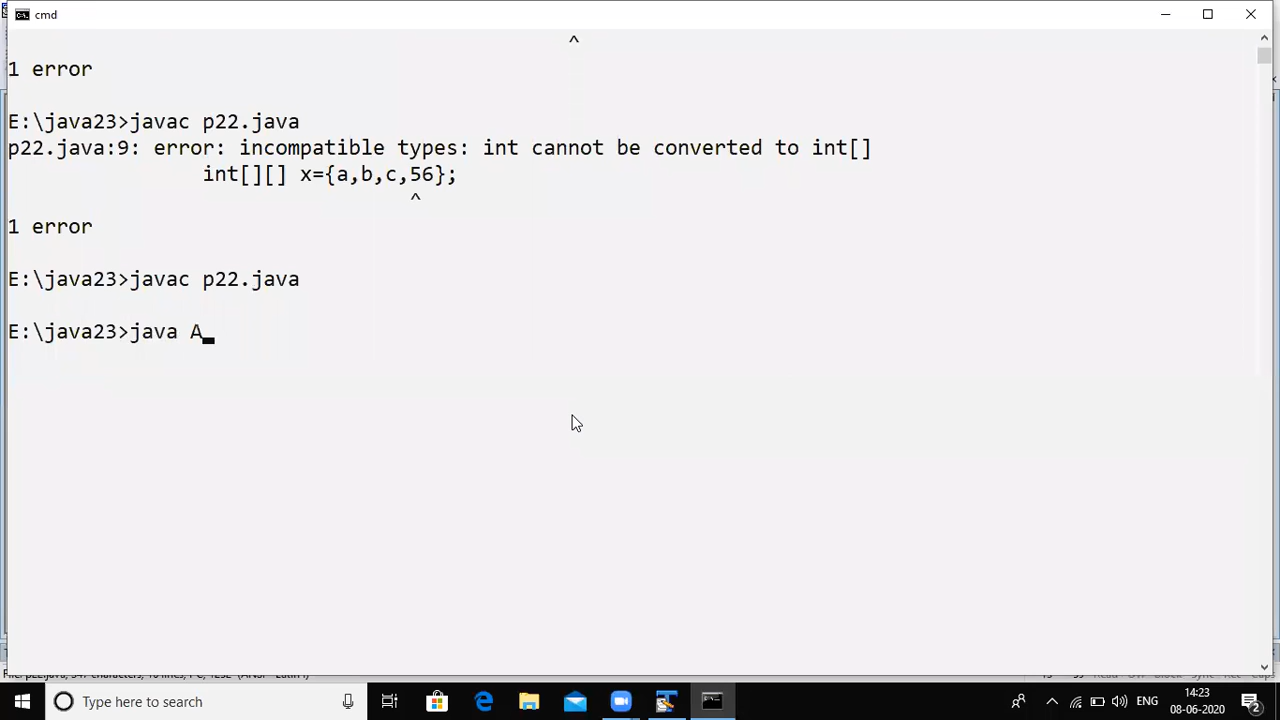 cmd
^
1 error
E:\java23>javac p22.java
p22.java:9: error: incompatible types: int cannot be converted to int[]
int[][] x={a,b,c,56};
^
1 error
E:\java23>javac p22.java
E:\java23>java A_
Type here to search
ENG
14:23
08-06-2020
2